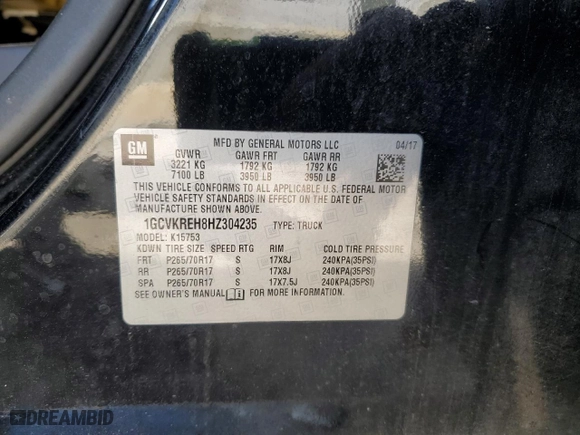 GM
MFD BY GENERAL MOTORS LLC 04/17
GVWR GAWR FRT GAWR RR
3221 KG 1792 KG 1792 KG
7100 LB 3950 LB 3950 LB
THIS VEHICLE CONFORMS TO ALL APPLICABLE U.S. FEDERAL MOTOR
VEHICLE SAFETY STANDARDS IN EFFECT ON THE DATE OF
MANUFACTURE SHOWN ABOVE.
1GCVKREH8HZ304235 TYPE: TRUCK
MODEL: K15753
KDWN TIRE SIZE SPEED RTG RIM COLD TIRE PRESSURE
FRT P265/70R17 S 17X8J 240KPA(35PSI)
RR P265/70R17 S 17X8J 240KPA(35PSI)
SPA P265/70R17 S 17X7.5J 240KPA(35PSI)
SEE OWNER'S MANUAL FOR MORE INFORMATION.
DREAMBID